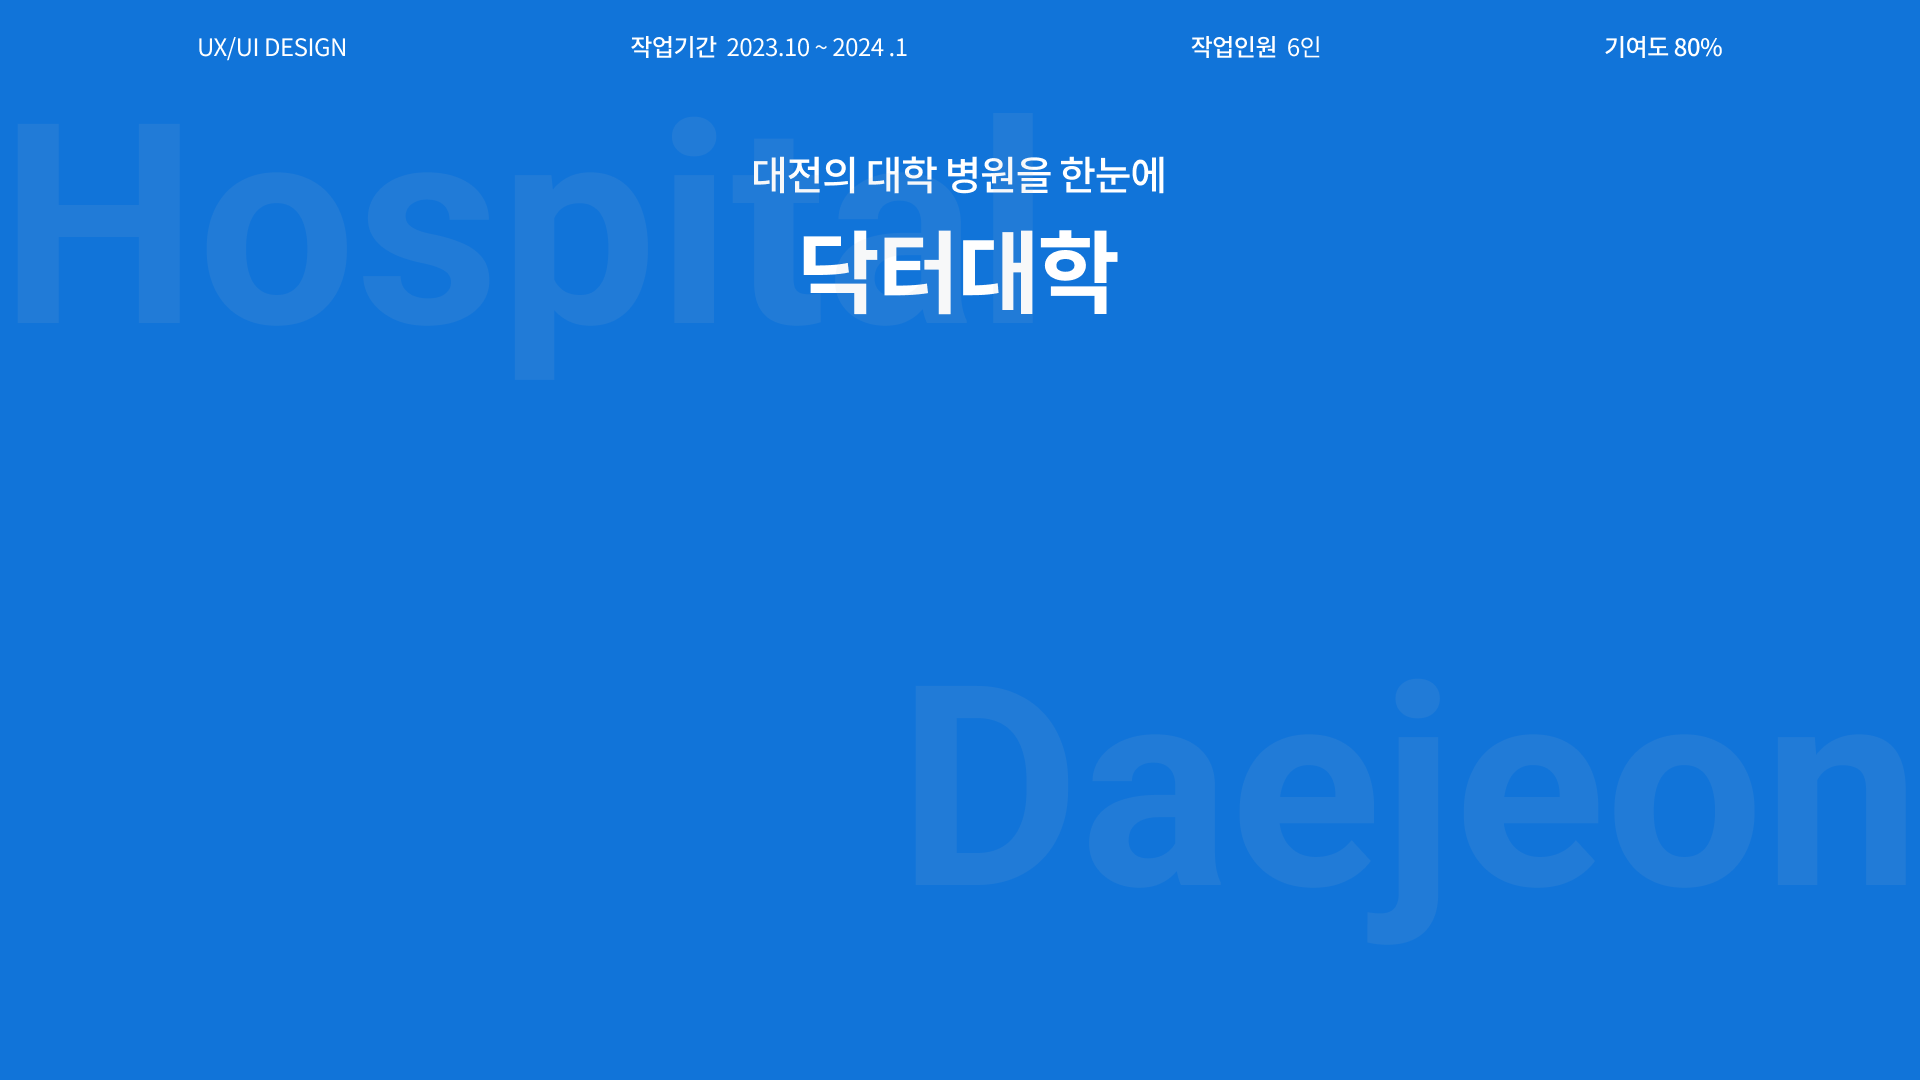 UX/UI DESIGN
작업기간 2023.10 ~ 2024 .1
작업인원 6인
기여도 80%
Hospital
대전의 대학 병원을 한눈에
닥터대학
Daejeon